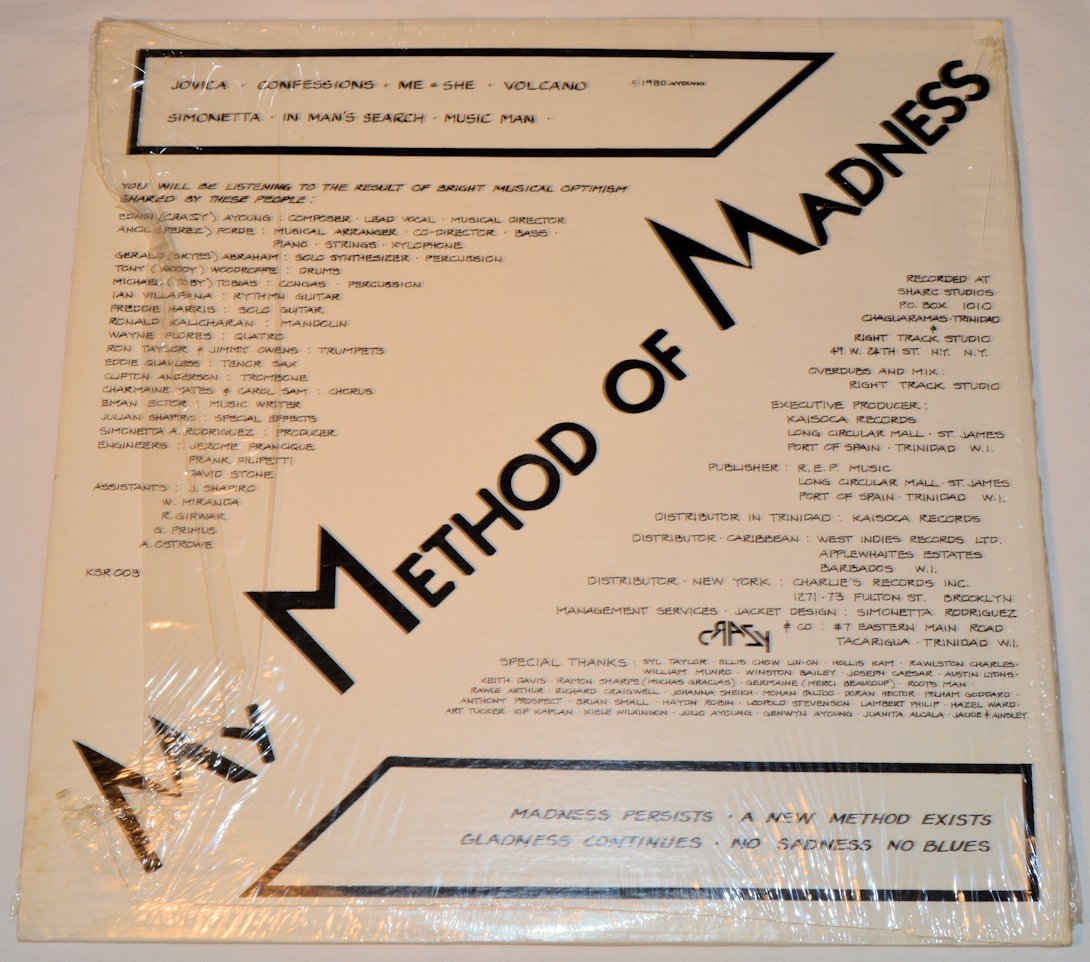 JOVICA · CONFESSIONS · ME = SHE · VOLCANO © 1980 AYOUNG
SIMONETTA · IN MAN'S SEARCH · MUSIC MAN ·
MY METHOD OF MADNESS
YOU WILL BE LISTENING TO THE RESULT OF BRIGHT MUSICAL OPTIMISM
SHARED BY THESE PEOPLE :
EDWIN (CRAZY) AYOUNG : COMPOSER · LEAD VOCAL · MUSICAL DIRECTOR
ANCIL (PEREZ) FORDE : MUSICAL ARRANGER · CO-DIRECTOR · BASS ·
PIANO · STRINGS · XYLOPHONE
GERALD (SKYES) ABRAHAM : SOLO SYNTHESIZER · PERCUSSION
TONY (WOODY) WOODROFFE : DRUMS
MICHAEL (TOBY) TOBIAS : CONGAS · PERCUSSION
IAN VILLAFANA : RYTHMN GUITAR
FREDDIE HARRIS : SOLO GUITAR
RONALD KALICHARAN : MANDOLIN
WAYNE FLORES : QUATRO
RON TAYLOR & JIMMY OWENS : TRUMPETS
EDDIE QUARLESS : TENOR SAX
CLIFTON ANDERSON : TROMBONE
CHARMAINE YATES & CAROL SAM : CHORUS
EMAN ECTOR : MUSIC WRITER
JULIAN SHAPIRO : SPECIAL EFFECTS
SIMONETTA A. RODRIGUEZ : PRODUCER
ENGINEERS : JEROME FRANCIQUE
FRANK FILIPETTI
DAVID STONE
ASSISTANTS : J. SHAPIRO
W. MIRANDA
R. GIRWAR
G. PRIMUS
A. OSTROWE
KSR 003
RECORDED AT
SHARC STUDIOS
P.O. BOX 1010
CHAGUARAMAS · TRINIDAD
&
RIGHT TRACK STUDIO
49 W. 24TH ST. N.Y. N.Y.
OVERDUBS AND MIX :
RIGHT TRACK STUDIO
EXECUTIVE PRODUCER :
KAISOCA RECORDS
LONG CIRCULAR MALL · ST. JAMES
PORT OF SPAIN · TRINIDAD W.I.
PUBLISHER : R.E.P. MUSIC
LONG CIRCULAR MALL · ST. JAMES
PORT OF SPAIN · TRINIDAD W.I.
DISTRIBUTOR IN TRINIDAD : KAISOCA RECORDS
DISTRIBUTOR · CARIBBEAN : WEST INDIES RECORDS LTD.
APPLEWHAITES ESTATES
BARBADOS W.I.
DISTRIBUTOR · NEW YORK : CHARLIE'S RECORDS INC.
1271-73 FULTON ST. BROOKLYN
MANAGEMENT SERVICES · JACKET DESIGN : SIMONETTA RODRIGUEZ
CRAZZY & CO : #7 EASTERN MAIN ROAD
TACARIGUA · TRINIDAD W.I.
SPECIAL THANKS : SYL TAYLOR · ELLIS CHOW LIN-ON · HOLLIS KAM · RAWLSTON CHARLES ·
WILLIAM MUNRO · WINSTON BAILEY · JOSEPH CAESAR · AUSTIN LYONS ·
KEITH DAVIS · RAMON SHARPE (MUCHAS GRACIAS) · GERMAINE (MERCI BEAUCOUP) · ROOTS MAN ·
RAWLE ARTHUR · RICHARD CRAIGWELL · JOHANNA SHEIKH · MOHAN PALTOO · DORAN HECTOR · PELHAM GODDARD ·
ANTHONY PROSPECT · BRIAN SMALL · HAYDN ROBIN · LEOPOLD STEVENSON · LAMBERT PHILIP · HAZEL WARD ·
ART TUCKER · KIP KAPLAN · KIELE WILKINSON · JULIO AYOUNG · GENWYN AYOUNG · JUANITA ALCALA · JACKIE & AINSLEY
MADNESS PERSISTS · A NEW METHOD EXISTS
GLADNESS CONTINUES · NO SADNESS NO BLUES